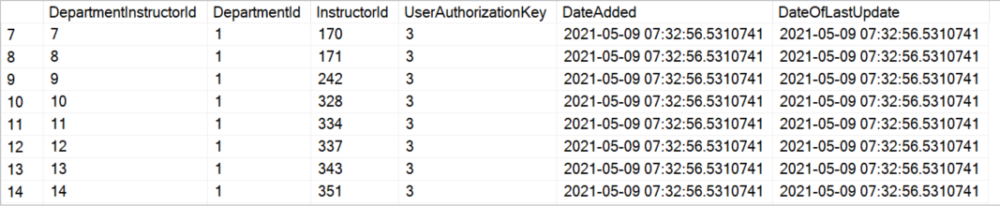 DepartmentInstructorId DepartmentId InstructorId UserAuthorizationKey DateAdded DateOfLastUpdate
7 7 1 170 3 2021-05-09 07:32:56.5310741 2021-05-09 07:32:56.5310741
8 8 1 171 3 2021-05-09 07:32:56.5310741 2021-05-09 07:32:56.5310741
9 9 1 242 3 2021-05-09 07:32:56.5310741 2021-05-09 07:32:56.5310741
10 10 1 328 3 2021-05-09 07:32:56.5310741 2021-05-09 07:32:56.5310741
11 11 1 334 3 2021-05-09 07:32:56.5310741 2021-05-09 07:32:56.5310741
12 12 1 337 3 2021-05-09 07:32:56.5310741 2021-05-09 07:32:56.5310741
13 13 1 343 3 2021-05-09 07:32:56.5310741 2021-05-09 07:32:56.5310741
14 14 1 351 3 2021-05-09 07:32:56.5310741 2021-05-09 07:32:56.5310741